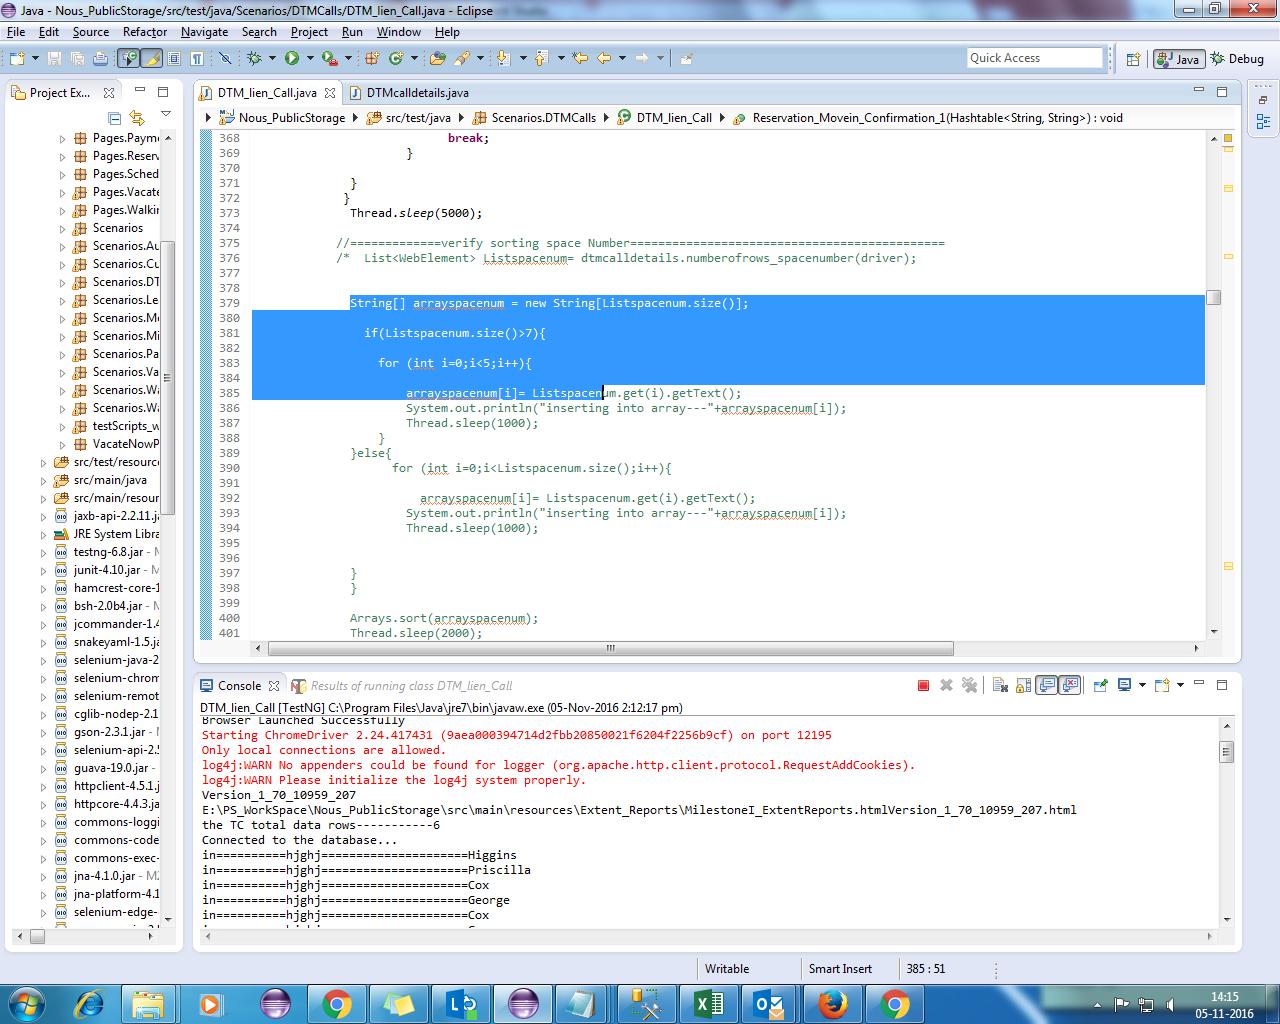 Java - Nous_PublicStorage/src/test/java/Scenarios/DTMCalls/DTM_lien_Call.java - Eclipse
File Edit Source Refactor Navigate Search Project Run Window Help
Quick Access
Java
Debug
Project Ex...
Pages.Paym
Pages.Reser
Pages.Sched
Pages.Vacate
Pages.Walki
Scenarios
Scenarios.Au
Scenarios.Cu
Scenarios.DT
Scenarios.Le
Scenarios.M
Scenarios.Mi
Scenarios.Pa
Scenarios.Va
Scenarios.W
Scenarios.W
testScripts_w
VacateNowP
src/test/resourc
src/main/java
src/main/resour
jaxb-api-2.2.11.j
JRE System Libra
testng-6.8.jar - M
junit-4.10.jar - M
hamcrest-core-1
bsh-2.0b4.jar - M
jcommander-1.4
snakeyaml-1.5.ja
selenium-java-2
selenium-chrom
selenium-remot
cglib-nodep-2.1
gson-2.3.1.jar - M
selenium-api-2.5
guava-19.0.jar - 
httpclient-4.5.1.j
httpcore-4.4.3.ja
commons-loggi
commons-code
commons-exec-
jna-4.1.0.jar - M
jna-platform-4.1
selenium-edge-
DTM_lien_Call.java
DTMcalldetails.java
Nous_PublicStorage src/test/java Scenarios.DTMCalls DTM_lien_Call Reservation_Movein_Confirmation_1(Hashtable<String, String>) : void
368 break;
369 }
370
371 }
372 }
373 Thread.sleep(5000);
374
375 //=============verify sorting space Number=============================================
376 /* List<WebElement> Listspacenum= dtmcalldetails.numberofrows_spacenumber(driver);
377
378
379 String[] arrayspacenum = new String[Listspacenum.size()];
380
381 if(Listspacenum.size()>7){
382
383 for (int i=0;i<5;i++){
384
385 arrayspacenum[i]= Listspacenum.get(i).getText();
386 System.out.println("inserting into array---"+arrayspacenum[i]);
387 Thread.sleep(1000);
388 }
389 }else{
390 for (int i=0;i<Listspacenum.size();i++){
391
392 arrayspacenum[i]= Listspacenum.get(i).getText();
393 System.out.println("inserting into array---"+arrayspacenum[i]);
394 Thread.sleep(1000);
395
396
397 }
398 }
399
400 Arrays.sort(arrayspacenum);
401 Thread.sleep(2000);
Console
Results of running class DTM_lien_Call
DTM_lien_Call [TestNG] C:\Program Files\Java\jre7\bin\javaw.exe (05-Nov-2016 2:12:17 pm)
Browser Launched Successfully
Starting ChromeDriver 2.24.417431 (9aea000394714d2fbb20850021f6204f2256b9cf) on port 12195
Only local connections are allowed.
log4j:WARN No appenders could be found for logger (org.apache.http.client.protocol.RequestAddCookies).
log4j:WARN Please initialize the log4j system properly.
Version_1_70_10959_207
E:\PS_WorkSpace\Nous_PublicStorage\src\main\resources\Extent_Reports\MilestoneI_ExtentReports.htmlVersion_1_70_10959_207.html
the TC total data rows-----------6
Connected to the database...
in==========hjghj=====================Higgins
in==========hjghj=====================Priscilla
in==========hjghj=====================Cox
in==========hjghj=====================George
in==========hjghj=====================Cox
Writable
Smart Insert
385 : 51
14:15
05-11-2016